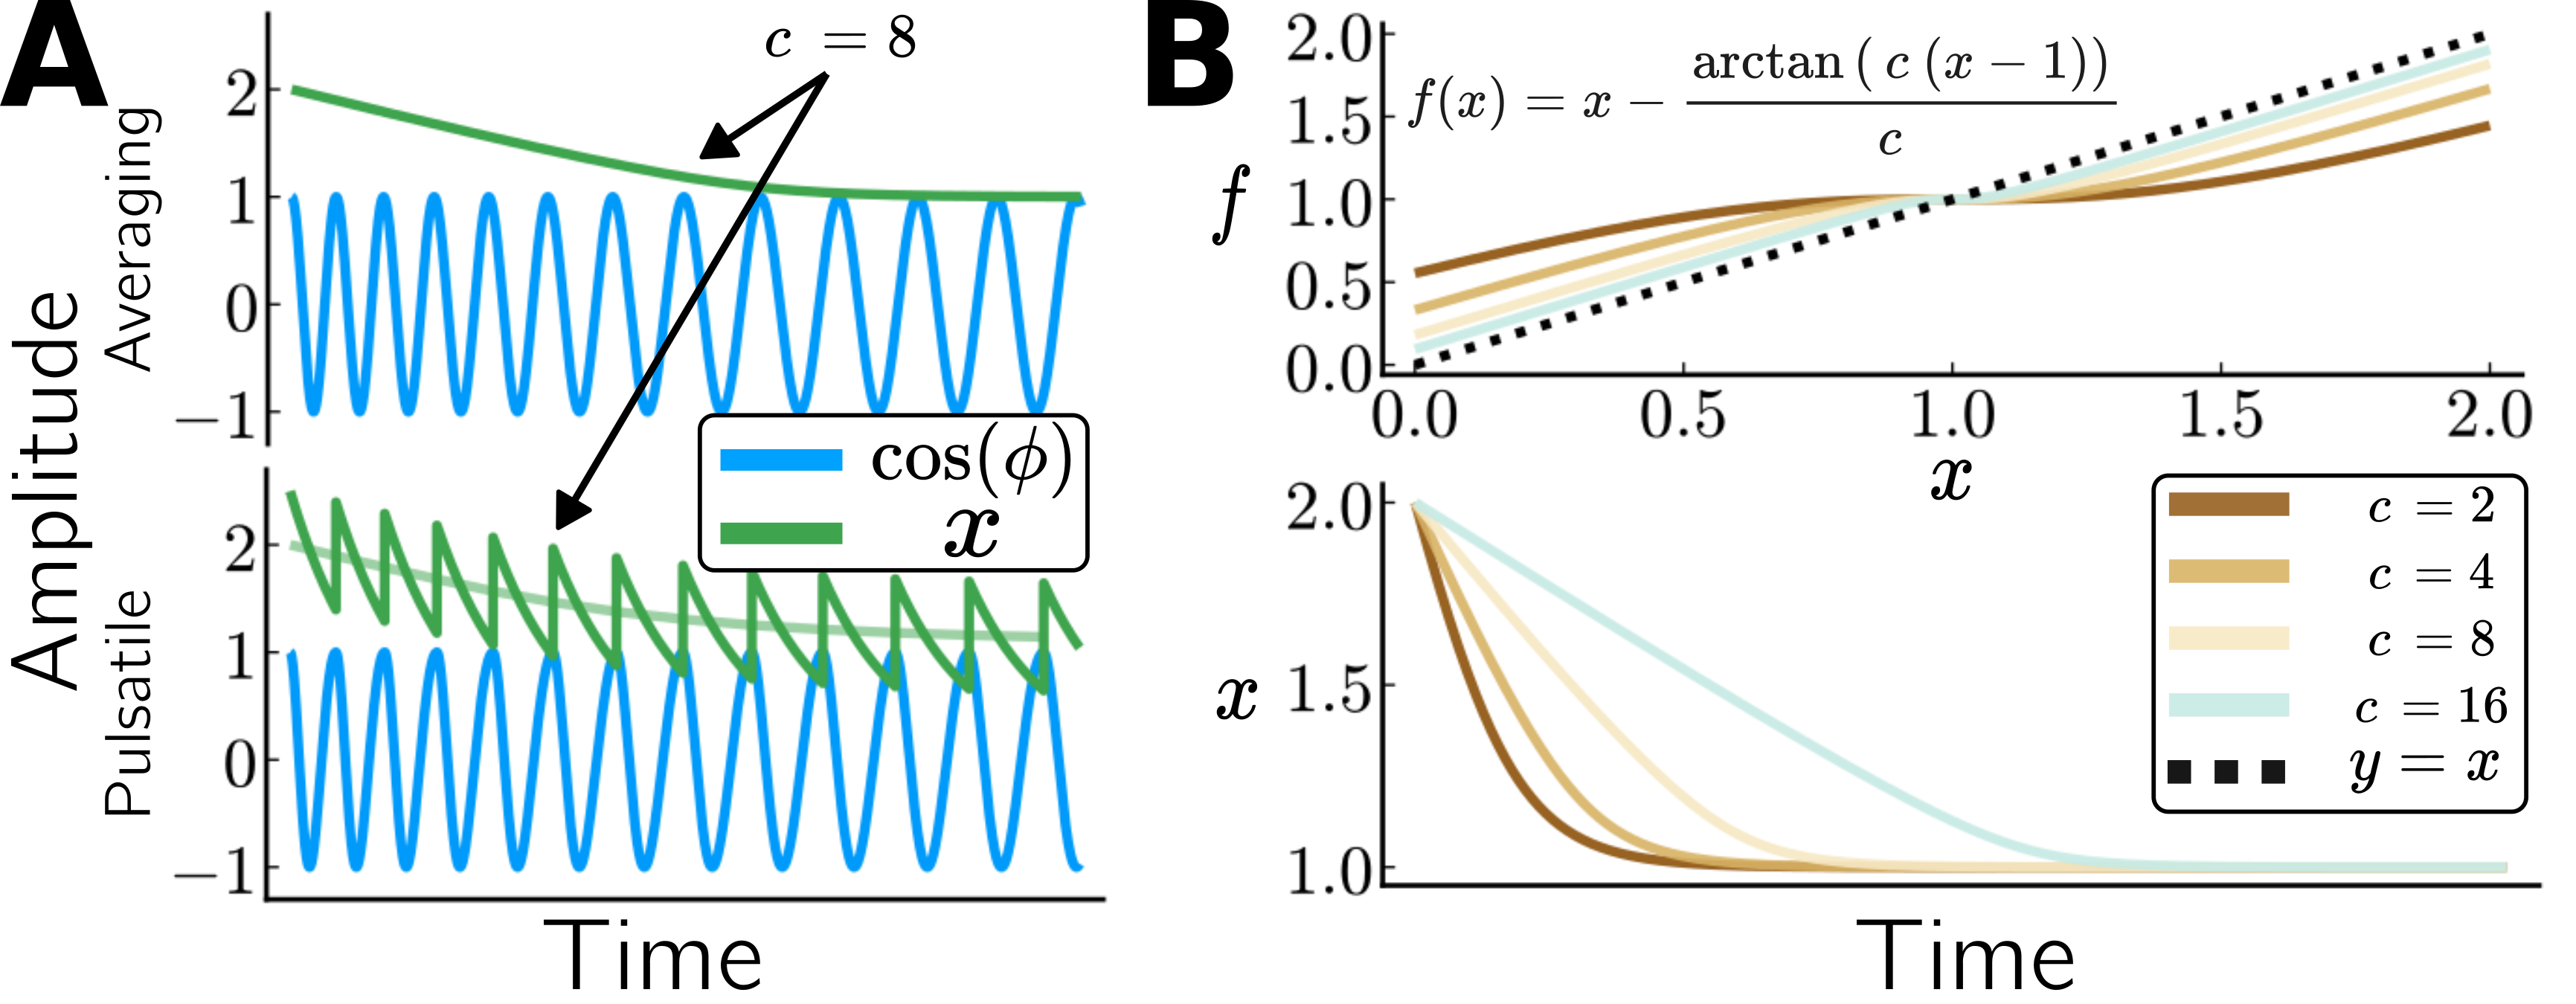 A
Amplitude
Averaging
2
1
0
−1
c = 8
cos(ϕ)
x
Pulsatile
2
1
0
−1
Time
B
f
2.0
1.5
1.0
0.5
0.0
f(x) = x − arctan ( c (x − 1)) / c
0.0 0.5 1.0 1.5 2.0
x
x
2.0
1.5
1.0
c = 2
c = 4
c = 8
c = 16
y = x
Time